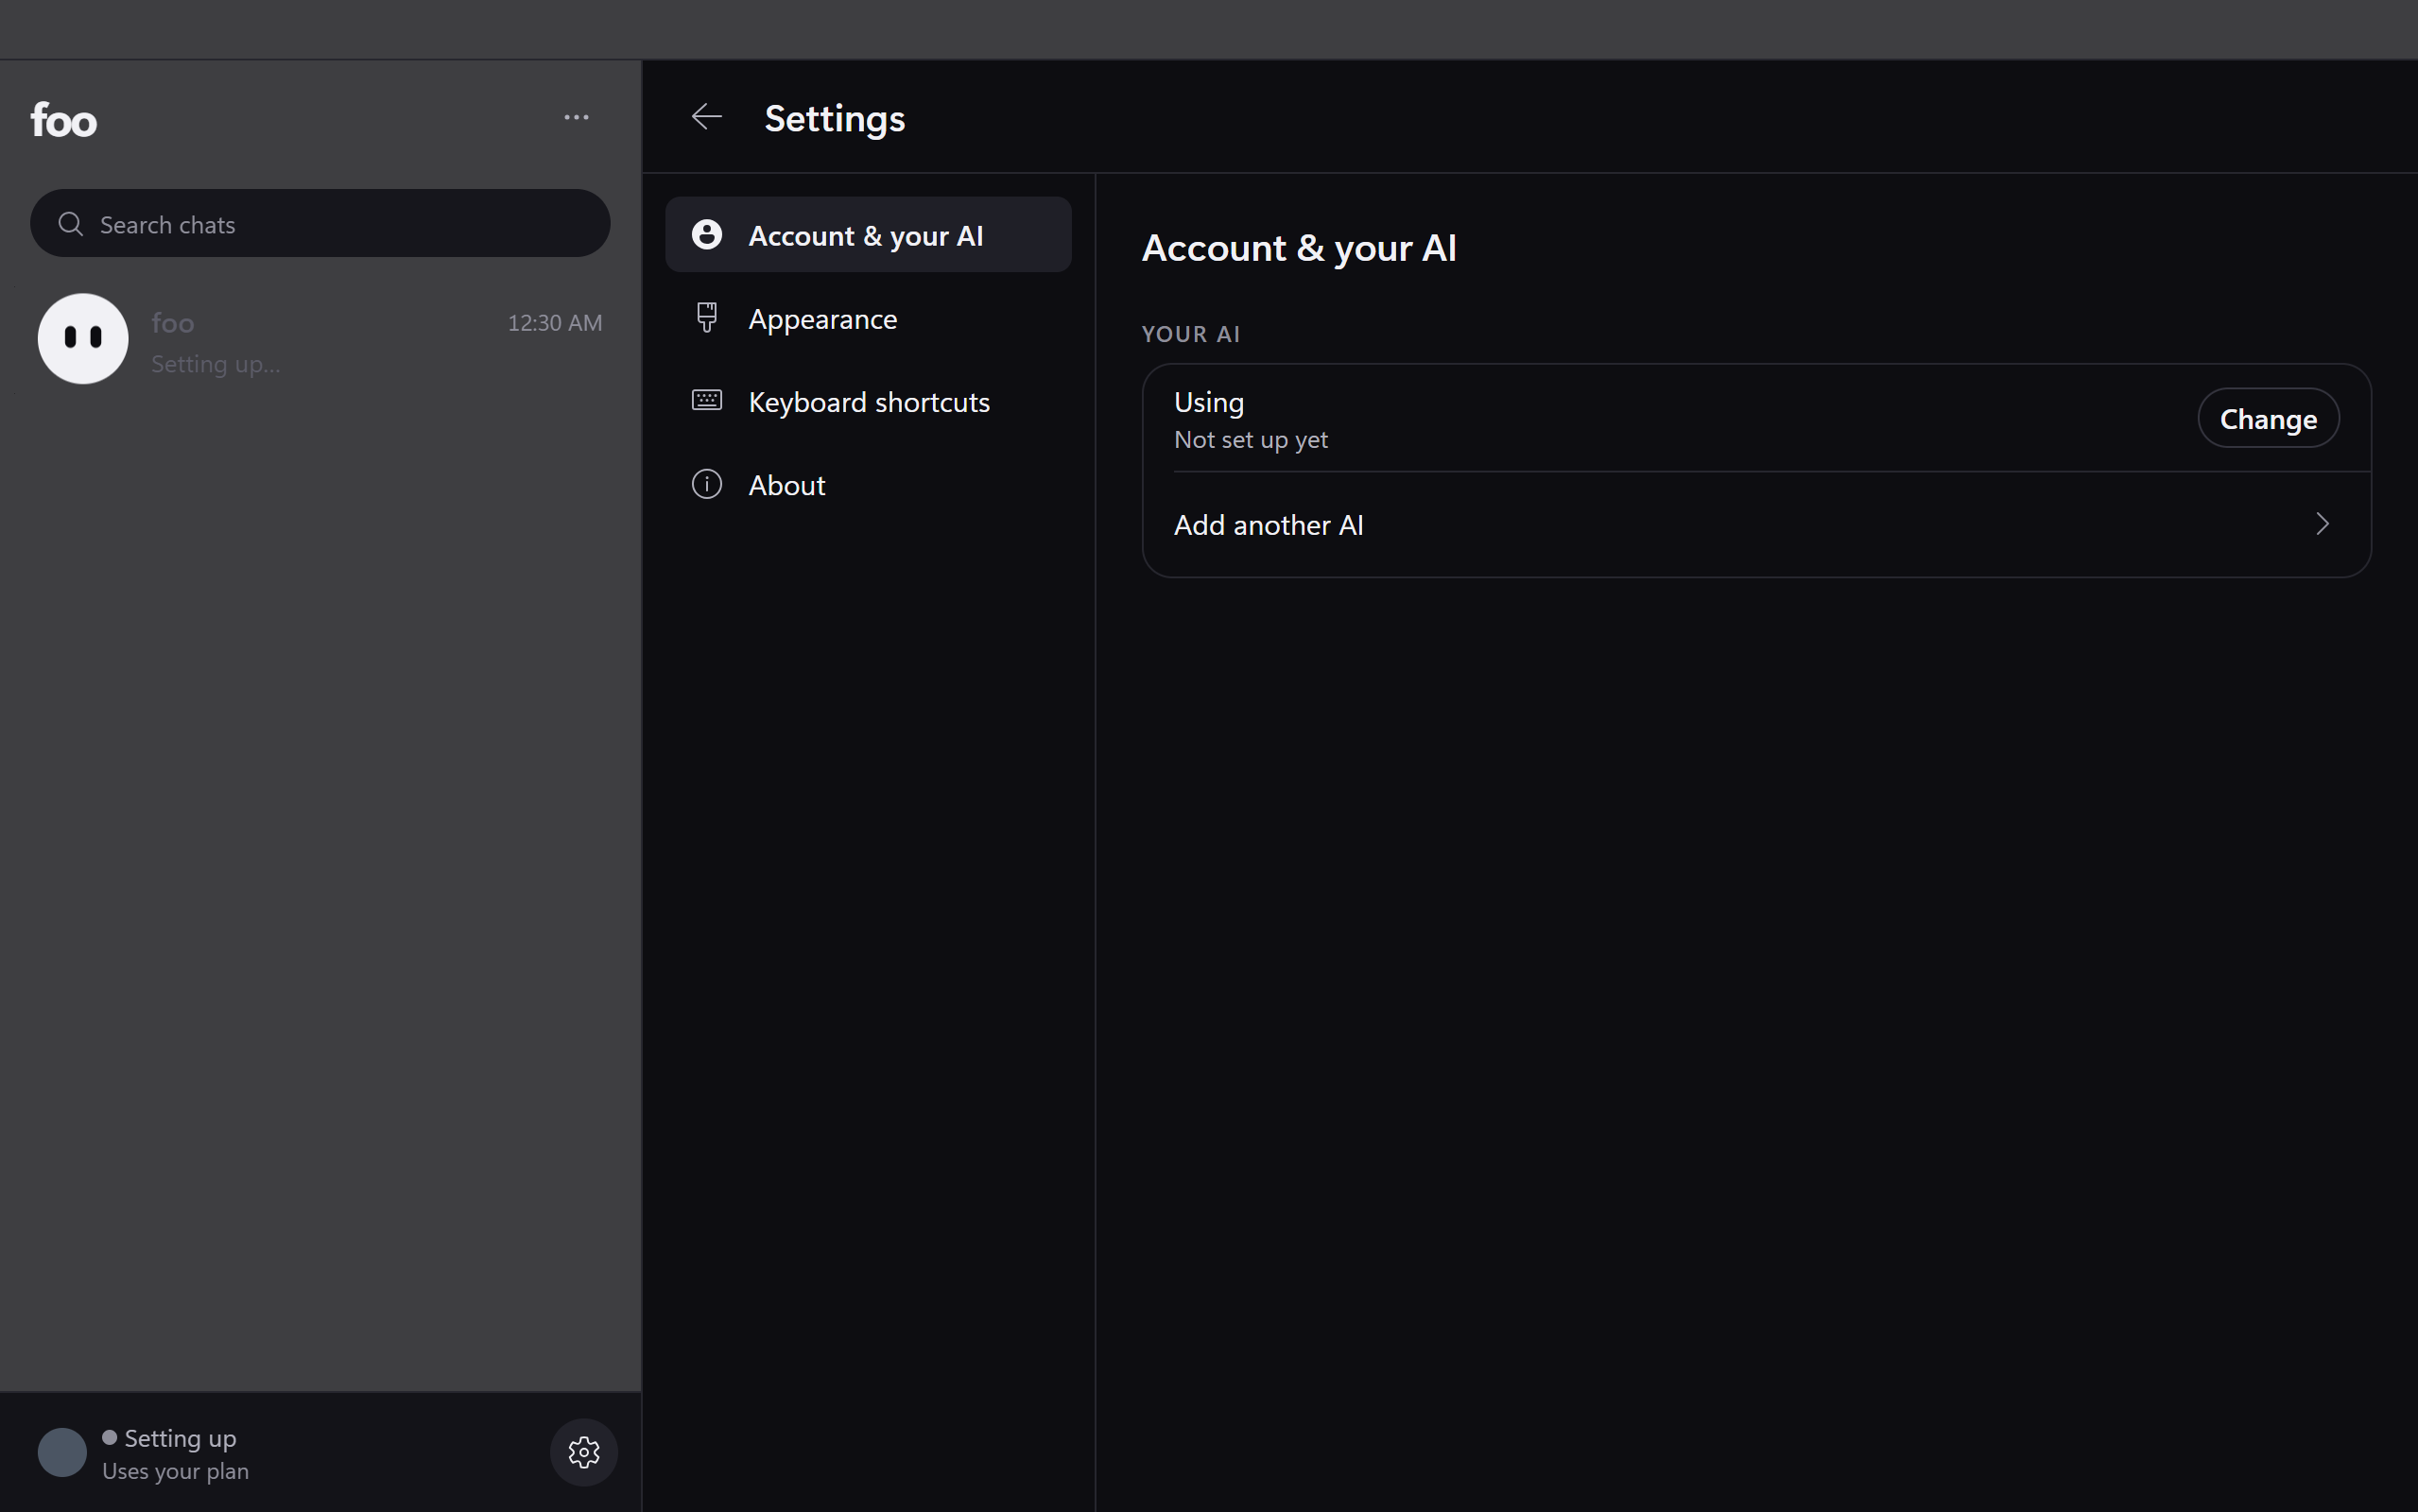 foo
Search chats
foo
12:30 AM
Setting up...
Setting up
Uses your plan
Settings
Account & your AI
Appearance
Keyboard shortcuts
About
Account & your AI
YOUR AI
Using
Not set up yet
Change
Add another AI